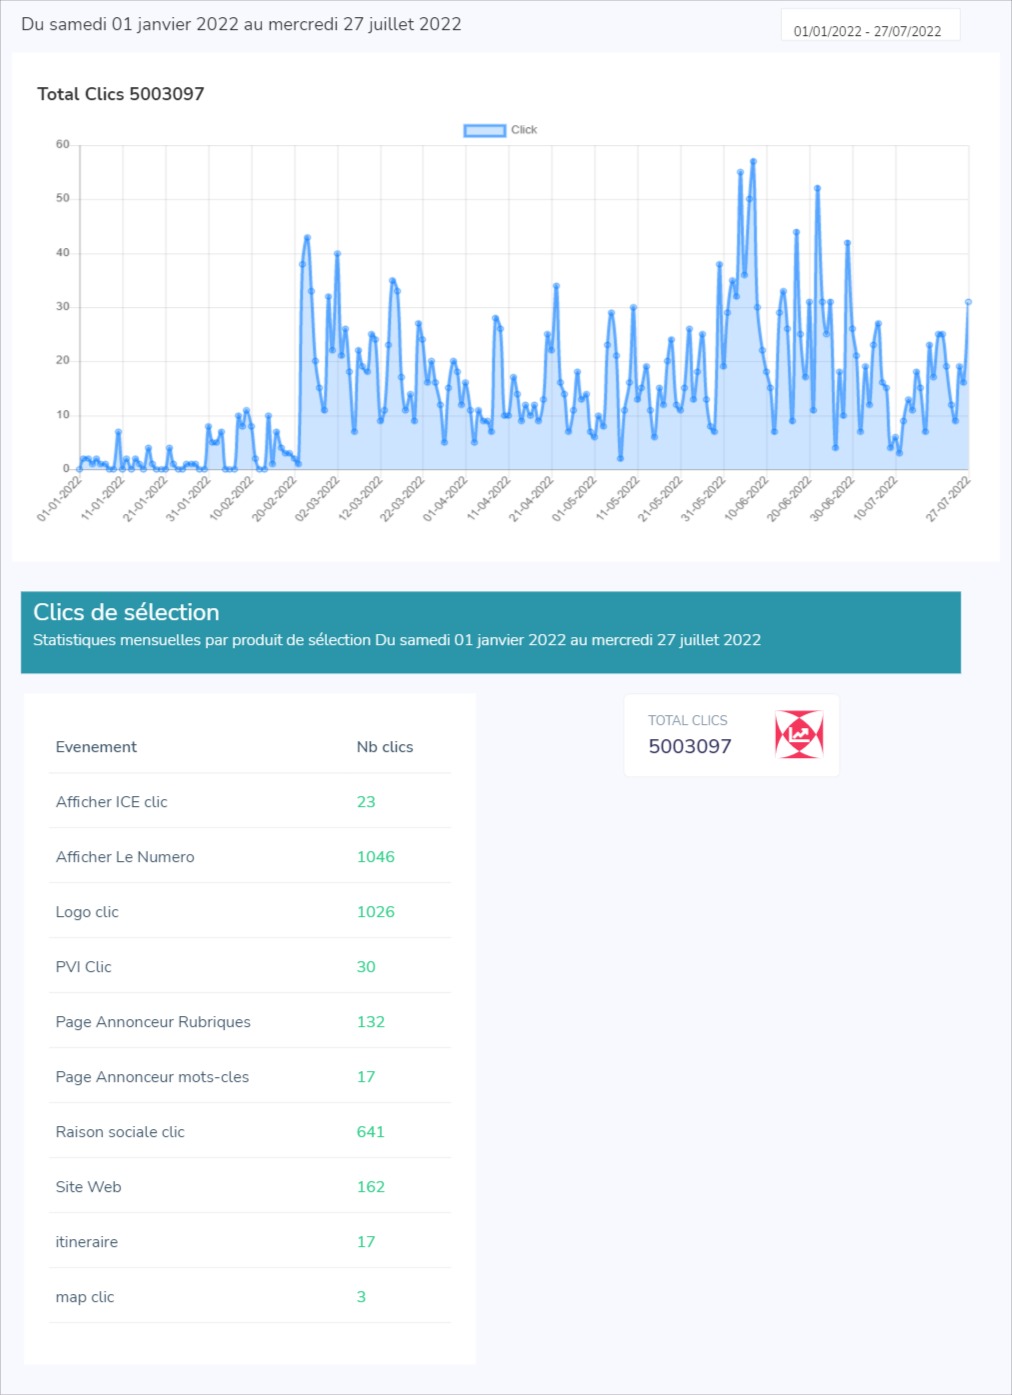 Du samedi 01 janvier 2022 au mercredi 27 juillet 2022
01/01/2022 - 27/07/2022
Total Clics 5003097
Click
60
50
40
30
20
10
0
01-01-2022
11-01-2022
21-01-2022
31-01-2022
10-02-2022
20-02-2022
02-03-2022
12-03-2022
22-03-2022
01-04-2022
11-04-2022
21-04-2022
01-05-2022
11-05-2022
21-05-2022
31-05-2022
10-06-2022
20-06-2022
30-06-2022
10-07-2022
27-07-2022
Clics de sélection
Statistiques mensuelles par produit de sélection Du samedi 01 janvier 2022 au mercredi 27 juillet 2022
TOTAL CLICS
5003097
Evenement Nb clics
Afficher ICE clic 23
Afficher Le Numero 1046
Logo clic 1026
PVI Clic 30
Page Annonceur Rubriques 132
Page Annonceur mots-cles 17
Raison sociale clic 641
Site Web 162
itineraire 17
map clic 3